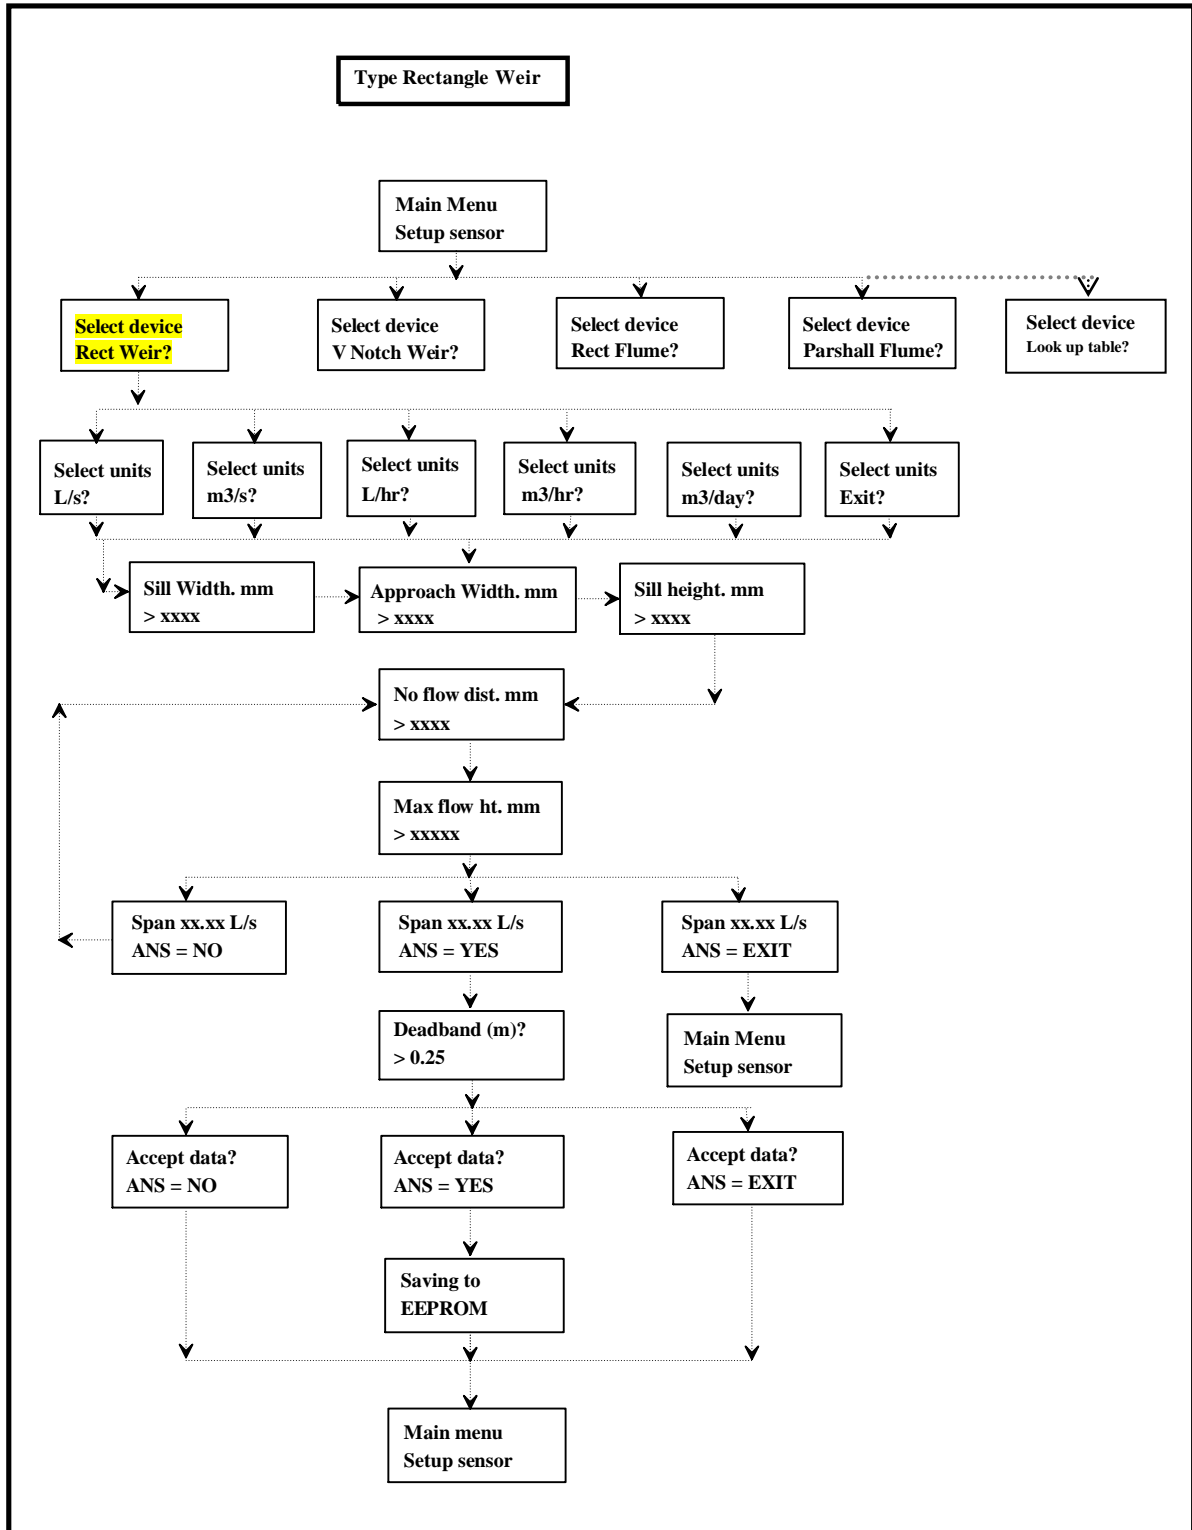 Type Rectangle Weir
Main Menu
Setup sensor
Select device
Rect Weir?
Select device
V Notch Weir?
Select device
Rect Flume?
Select device
Parshall Flume?
Select device
Look up table?
Select units
L/s?
Select units
m3/s?
Select units
L/hr?
Select units
m3/hr?
Select units
m3/day?
Select units
Exit?
Sill Width. mm
> xxxx
Approach Width. mm
> xxxx
Sill height. mm
> xxxx
No flow dist. mm
> xxxx
Max flow ht. mm
> xxxxx
Span xx.xx L/s
ANS = NO
Span xx.xx L/s
ANS = YES
Span xx.xx L/s
ANS = EXIT
Deadband (m)?
> 0.25
Main Menu
Setup sensor
Accept data?
ANS = NO
Accept data?
ANS = YES
Accept data?
ANS = EXIT
Saving to
EEPROM
Main menu
Setup sensor